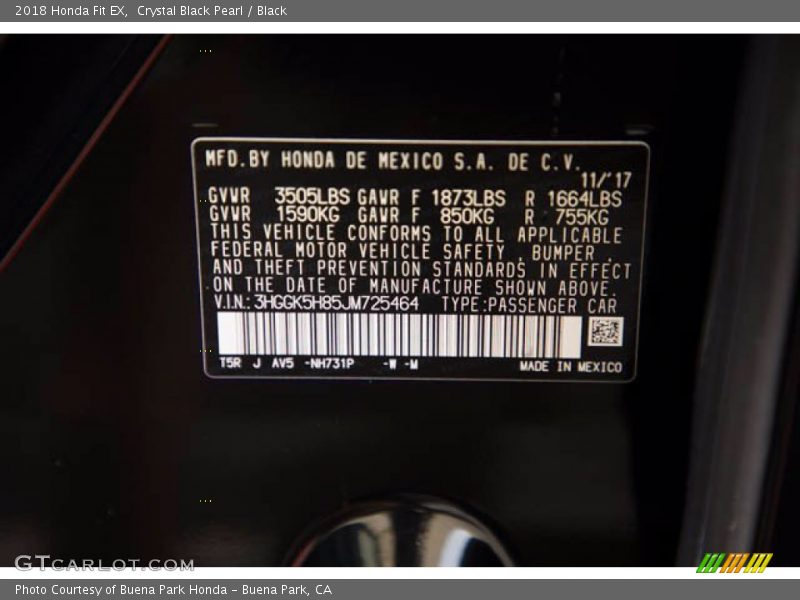 2018 Honda Fit EX,  Crystal Black Pearl / Black
MFD. BY HONDA DE MEXICO S.A. DE C.V.
11/'17
GVWR 3505LBS GAWR F 1873LBS R 1664LBS
GVWR 1590KG GAWR F 850KG R 755KG
THIS VEHICLE CONFORMS TO ALL APPLICABLE
FEDERAL MOTOR VEHICLE SAFETY , BUMPER ,
AND THEFT PREVENTION STANDARDS IN EFFECT
ON THE DATE OF MANUFACTURE SHOWN ABOVE.
V.I.N.: 3HGGK5H85JM725464 TYPE:PASSENGER CAR
T5R J AV5 -NH731P -W -M MADE IN MEXICO
GTCARLOT.COM
Photo Courtesy of Buena Park Honda - Buena Park, CA